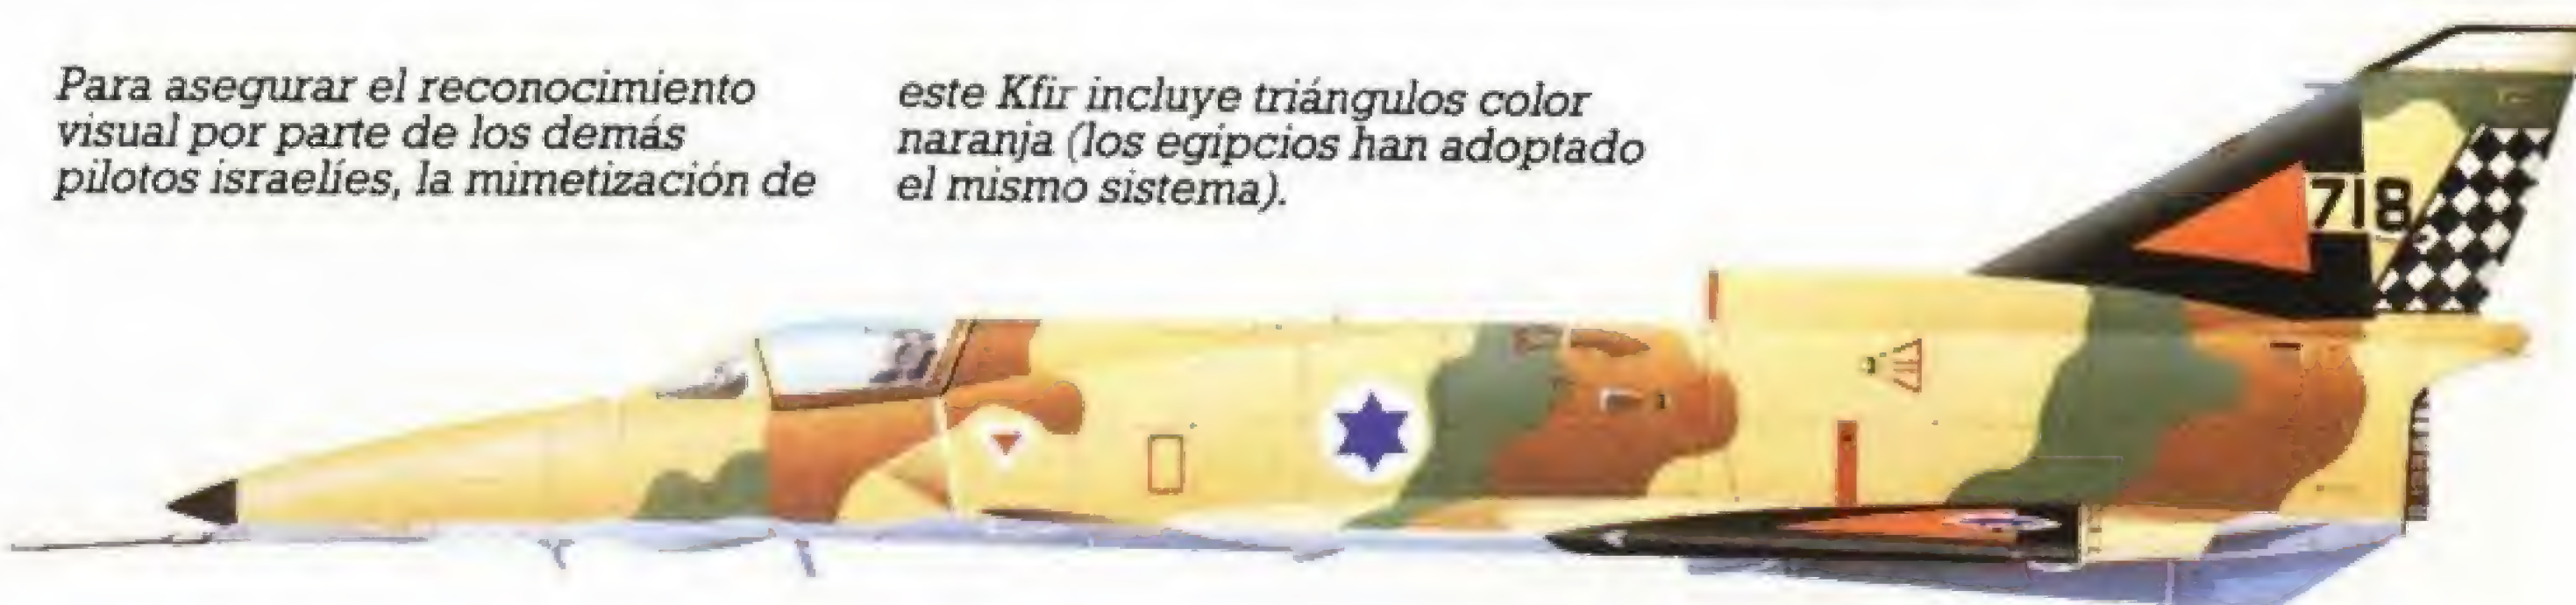 Para asegurar el reconocimiento
visual por parte de los demás
pilotos israelíes, la mimetización de
este Kfir incluye triángulos color
naranja (los egipcios han adoptado
el mismo sistema).
718